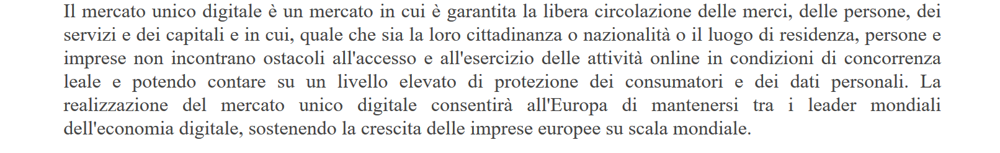 Il mercato unico digitale è un mercato in cui è garantita la libera circolazione delle merci, delle persone, dei
servizi e dei capitali e in cui, quale che sia la loro cittadinanza o nazionalità o il luogo di residenza, persone e
imprese non incontrano ostacoli all'accesso e all'esercizio delle attività online in condizioni di concorrenza
leale e potendo contare su un livello elevato di protezione dei consumatori e dei dati personali. La
realizzazione del mercato unico digitale consentirà all'Europa di mantenersi tra i leader mondiali
dell'economia digitale, sostenendo la crescita delle imprese europee su scala mondiale.